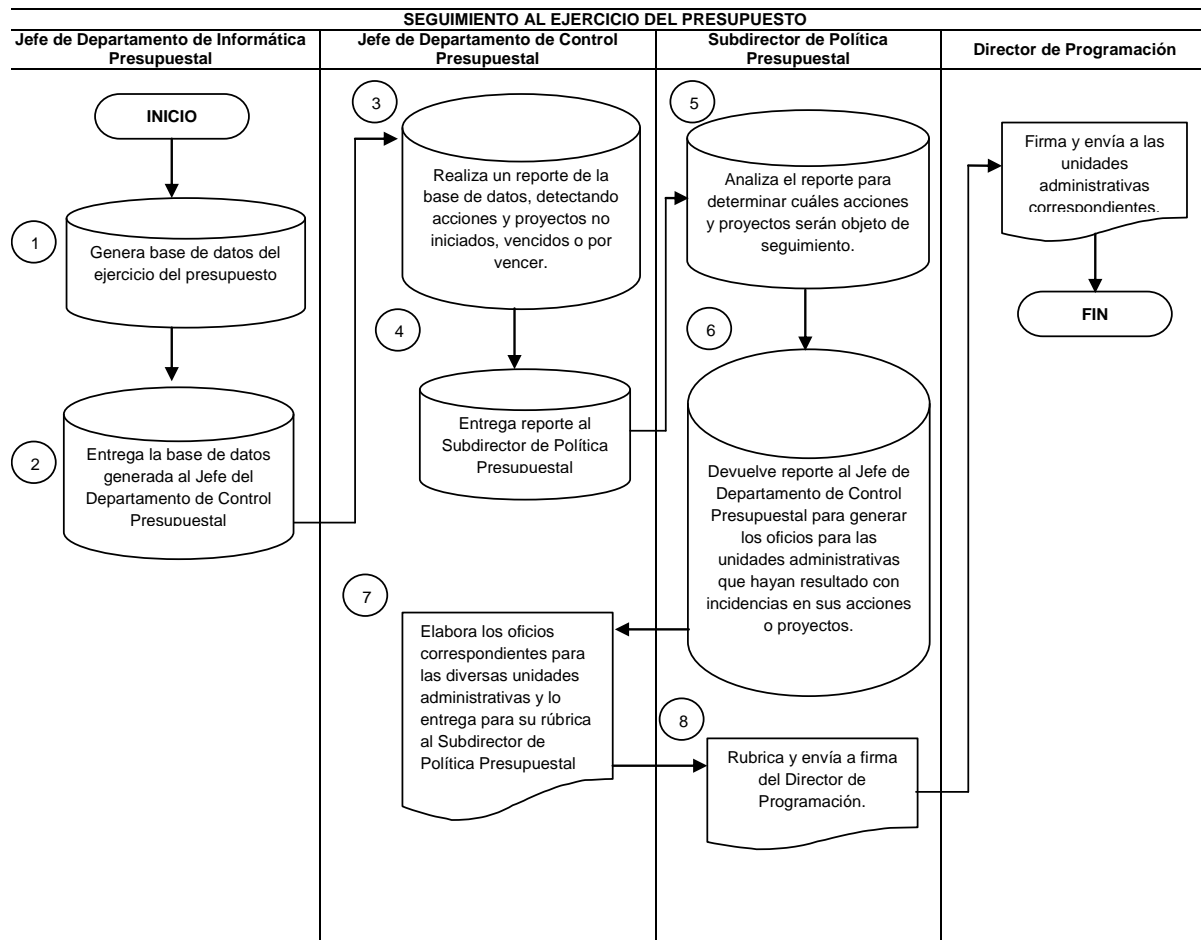 SEGUIMIENTO AL EJERCICIO DEL PRESUPUESTO
Jefe de Departamento de Informática
Presupuestal
Jefe de Departamento de Control
Presupuestal
Subdirector de Política
Presupuestal
Director de Programación
INICIO
1
Genera base de datos del
ejercicio del presupuesto
2
Entrega la base de datos
generada al Jefe del
Departamento de Control
Presupuestal
3
Realiza un reporte de la
base de datos, detectando
acciones y proyectos no
iniciados, vencidos o por
vencer.
4
Entrega reporte al
Subdirector de Política
Presupuestal
5
Analiza el reporte para
determinar cuáles acciones
y proyectos serán objeto de
seguimiento.
6
Devuelve reporte al Jefe de
Departamento de Control
Presupuestal para generar
los oficios para las
unidades administrativas
que hayan resultado con
incidencias en sus acciones
o proyectos.
7
Elabora los oficios
correspondientes para
las diversas unidades
administrativas y lo
entrega para su rúbrica
al Subdirector de
Política Presupuestal
8
Rubrica y envía a firma
del Director de
Programación.
Firma y envía a las
unidades
administrativas
correspondientes.
FIN